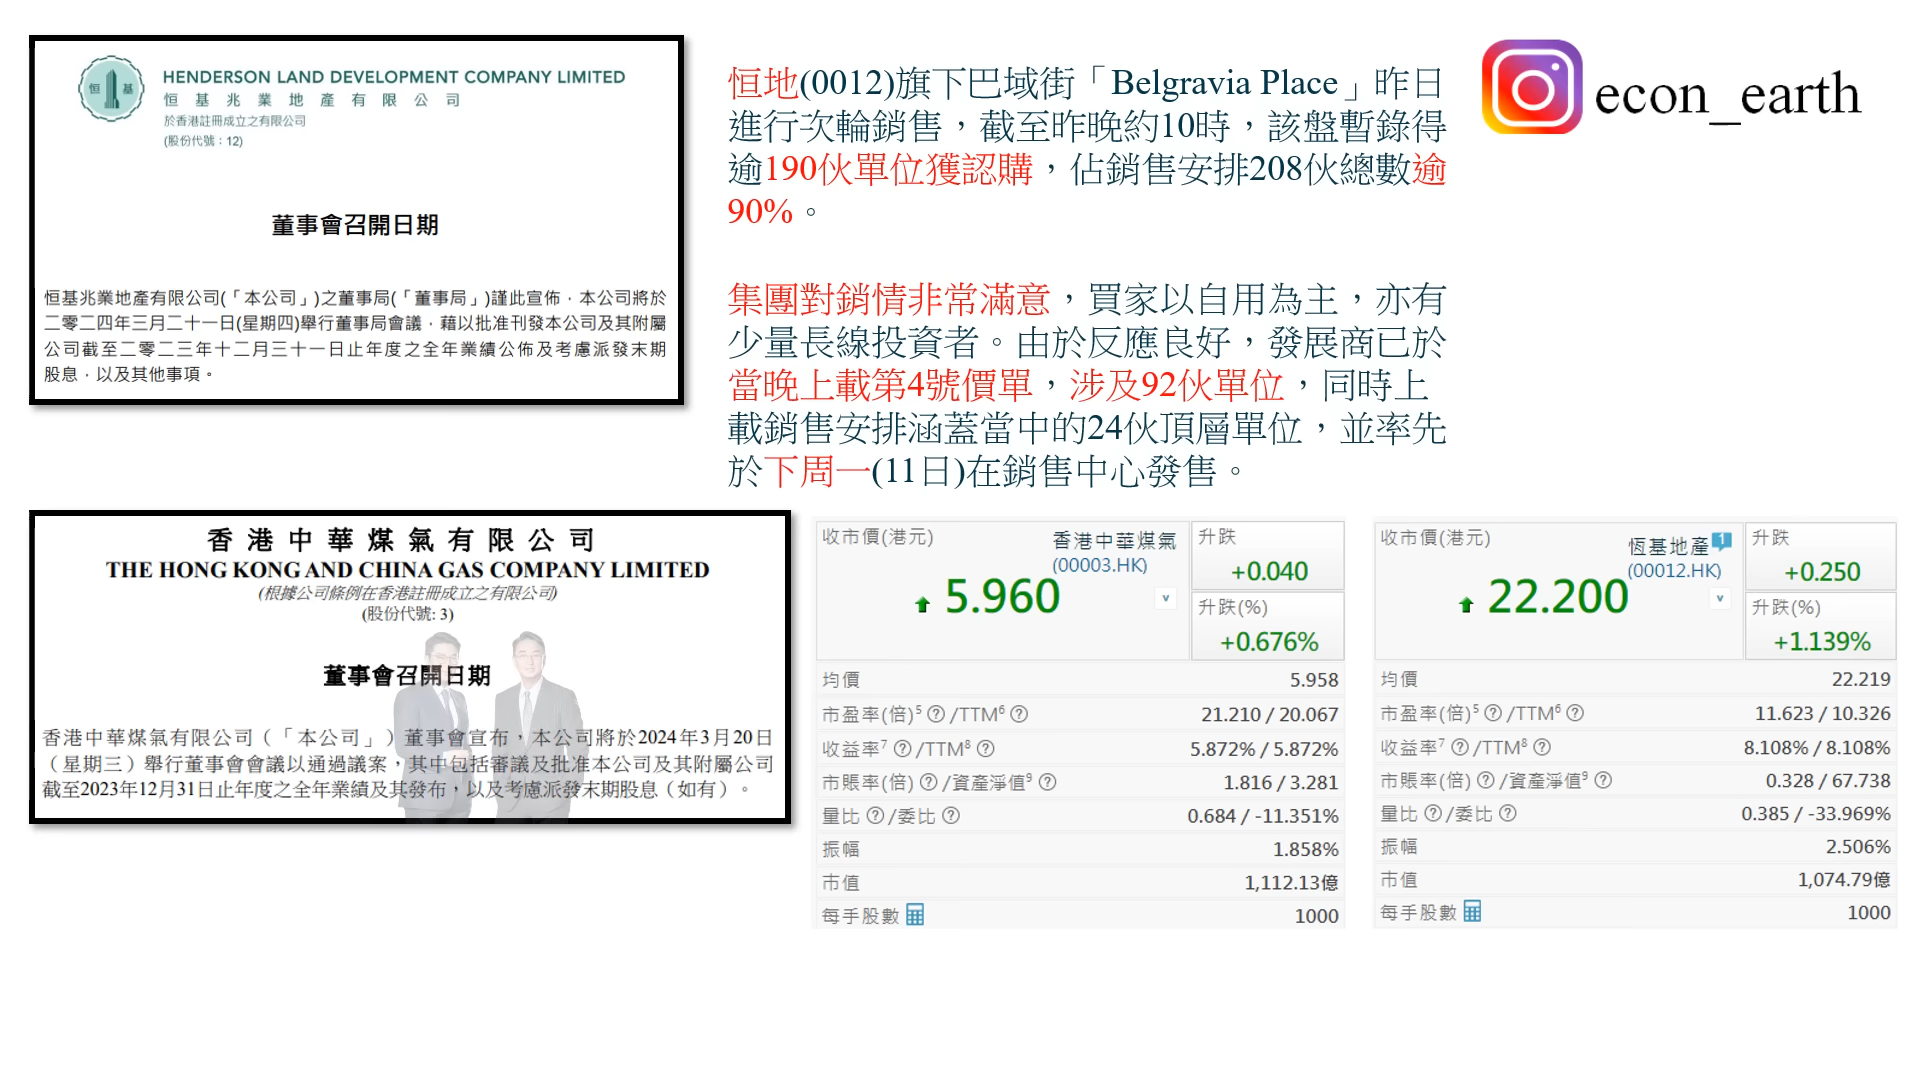 恒基
HENDERSON LAND DEVELOPMENT COMPANY LIMITED
恒基兆業地產有限公司
於香港註冊成立之有限公司
(股份代號：12)
董事會召開日期
恒基兆業地產有限公司(「本公司」)之董事局(「董事局」)謹此宣佈，本公司將於
二零二四年三月二十一日(星期四)舉行董事局會議，藉以批准刊發本公司及其附屬
公司截至二零二三年十二月三十一日止年度之全年業績公佈及考慮派發末期
股息，以及其他事項。
恒地(0012)旗下巴域街「Belgravia Place」昨日
進行次輪銷售，截至昨晚約10時，該盤暫錄得
逾190伙單位獲認購，佔銷售安排208伙總數逾
90%。
集團對銷情非常滿意，買家以自用為主，亦有
少量長線投資者。由於反應良好，發展商已於
當晚上載第4號價單，涉及92伙單位，同時上
載銷售安排涵蓋當中的24伙頂層單位，並率先
於下周一(11日)在銷售中心發售。
econ_earth
香港中華煤氣有限公司
THE HONG KONG AND CHINA GAS COMPANY LIMITED
(根據公司條例在香港註冊成立之有限公司)
(股份代號: 3)
董事會召開日期
香港中華煤氣有限公司（「本公司」）董事會宣布，本公司將於2024年3月20日
（星期三）舉行董事會會議以通過議案，其中包括審議及批准本公司及其附屬公司
截至2023年12月31日止年度之全年業績及其發布，以及考慮派發末期股息（如有）。
收市價(港元)
香港中華煤氣
(00003.HK)
5.960
升跌
+0.040
升跌(%)
+0.676%
均價 5.958
市盈率(倍)5 ?/TTM6 ? 21.210 / 20.067
收益率7 ?/TTM8 ? 5.872% / 5.872%
市賬率(倍) ?/資產淨值9 ? 1.816 / 3.281
量比 ?/委比 ? 0.684 / -11.351%
振幅 1.858%
市值 1,112.13億
每手股數 1000
收市價(港元)
恆基地產 1
(00012.HK)
22.200
升跌
+0.250
升跌(%)
+1.139%
均價 22.219
市盈率(倍)5 ?/TTM6 ? 11.623 / 10.326
收益率7 ?/TTM8 ? 8.108% / 8.108%
市賬率(倍) ?/資產淨值9 ? 0.328 / 67.738
量比 ?/委比 ? 0.385 / -33.969%
振幅 2.506%
市值 1,074.79億
每手股數 1000